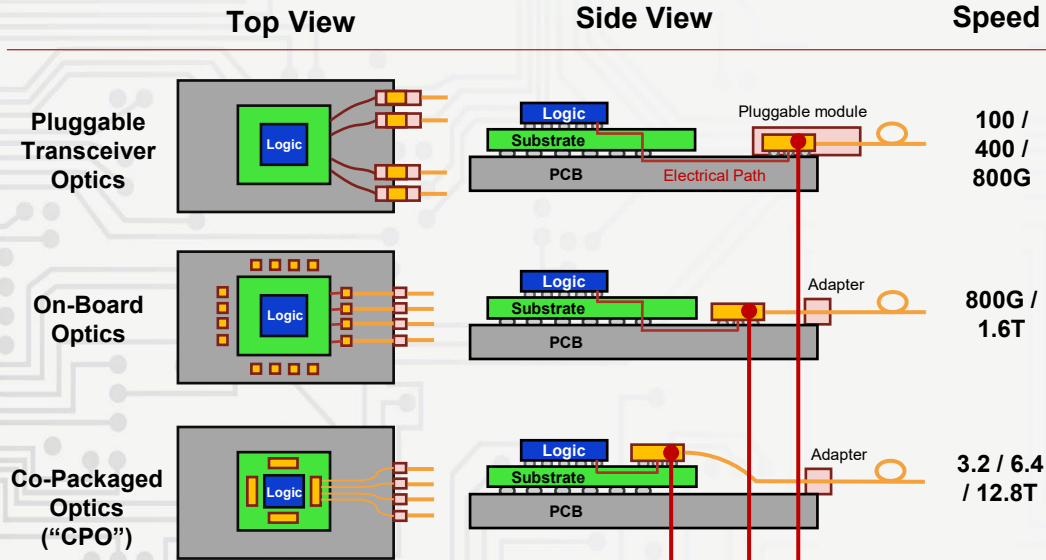 Top View
Side View
Speed
Pluggable
Transceiver
Optics
Logic
Logic
Substrate
PCB
Electrical Path
Pluggable module
100 /
400 /
800G
On-Board
Optics
Logic
Logic
Substrate
PCB
Adapter
800G /
1.6T
Co-Packaged
Optics
(“CPO”)
Logic
Logic
Substrate
PCB
Adapter
3.2 / 6.4
/ 12.8T